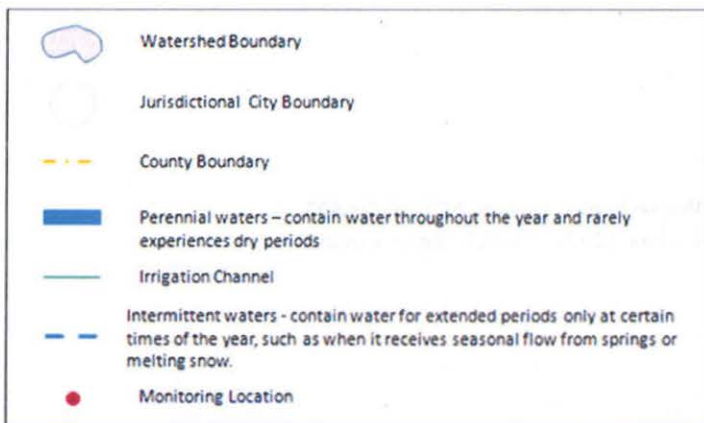 Watershed Boundary
Jurisdictional City Boundary
County Boundary
Perennial waters – contain water throughout the year and rarely
experiences dry periods
Irrigation Channel
Intermittent waters - contain water for extended periods only at certain
times of the year, such as when it receives seasonal flow from springs or
melting snow.
Monitoring Location